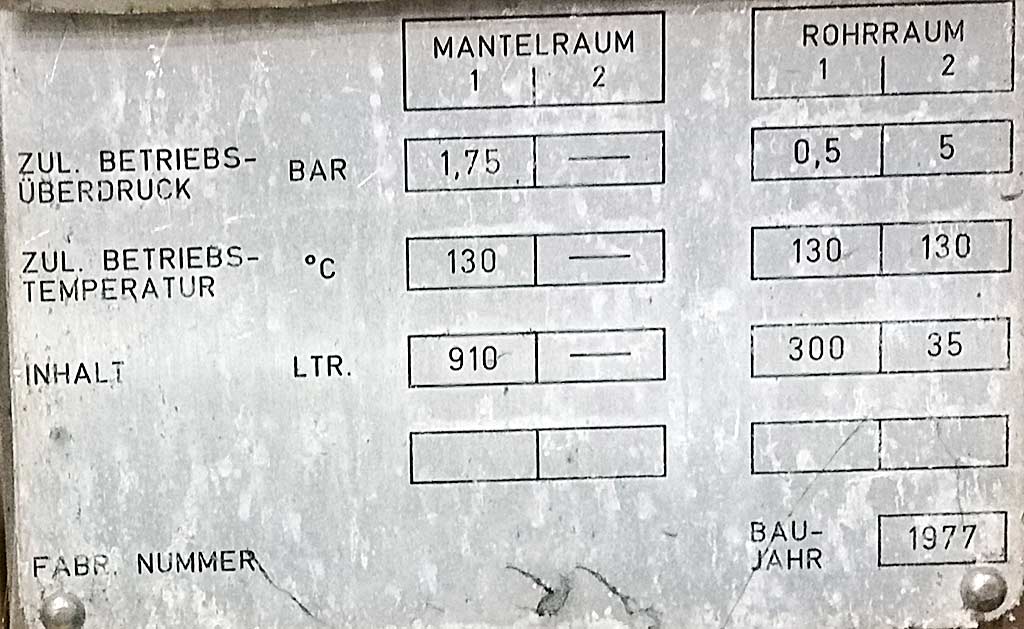 MANTELRAUM ROHRRAUM
1 | 2 1 | 2
ZUL. BETRIEBS- BAR 1,75 — 0,5 5
ÜBERDRUCK
ZUL. BETRIEBS- °C 130 — 130 130
TEMPERATUR
INHALT LTR. 910 — 300 35
BAU-
FABR. NUMMER JAHR 1977